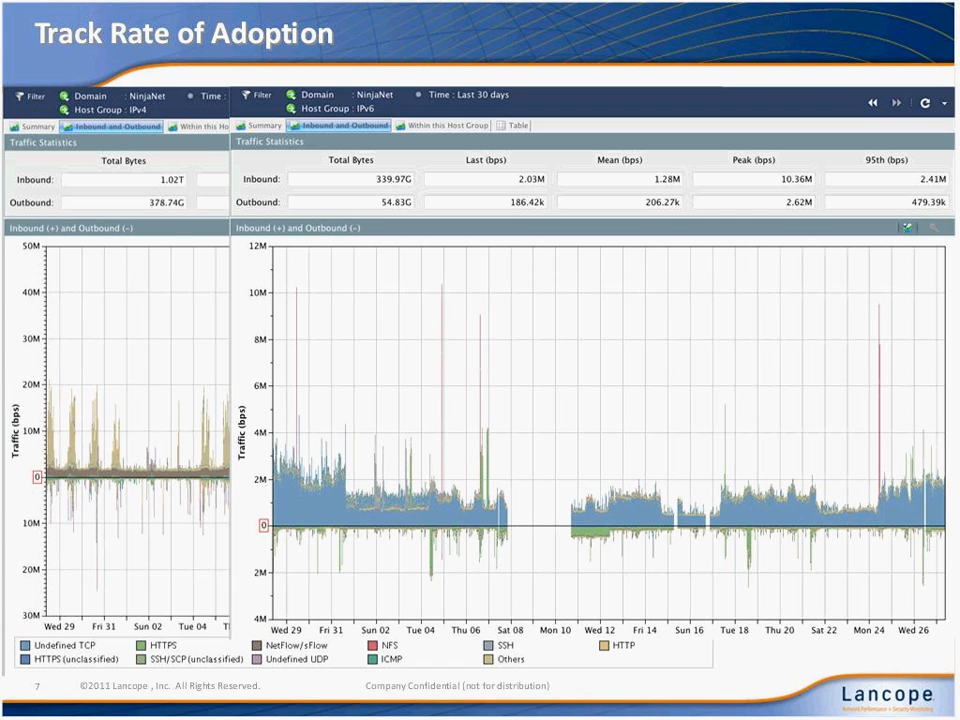 Track Rate of Adoption
Filter Domain : NinjaNet Time :
Host Group : IPv4
Summary Inbound and Outbound Within this Ho
Traffic Statistics
Total Bytes
Inbound: 1.02T
Outbound: 378.74G
Inbound (+) and Outbound (-)
50M
40M
30M
20M
10M
0
10M
20M
30M
Traffic (bps)
Wed 29 Fri 31 Sun 02 Tue 04 T
Filter Domain : NinjaNet Time : Last 30 days
Host Group : IPv6
Summary Inbound and Outbound Within this Host Group Table
Traffic Statistics
Total Bytes Last (bps) Mean (bps) Peak (bps) 95th (bps)
Inbound: 339.97G 2.03M 1.28M 10.36M 2.41M
Outbound: 54.83G 186.42k 206.27k 2.62M 479.39k
Inbound (+) and Outbound (-)
12M
10M
8M
6M
4M
2M
0
2M
4M
Traffic (bps)
Wed 29 Fri 31 Sun 02 Tue 04 Thu 06 Sat 08 Mon 10 Wed 12 Fri 14 Sun 16 Tue 18 Thu 20 Sat 22 Mon 24 Wed 26
Undefined TCP HTTPS NetFlow/sFlow NFS SSH HTTP
HTTPS (unclassified) SSH/SCP (unclassified) Undefined UDP ICMP Others
7 ©2011 Lancope , Inc. All Rights Reserved. Company Confidential (not for distribution)
Lancope
Network Performance + Security Monitoring